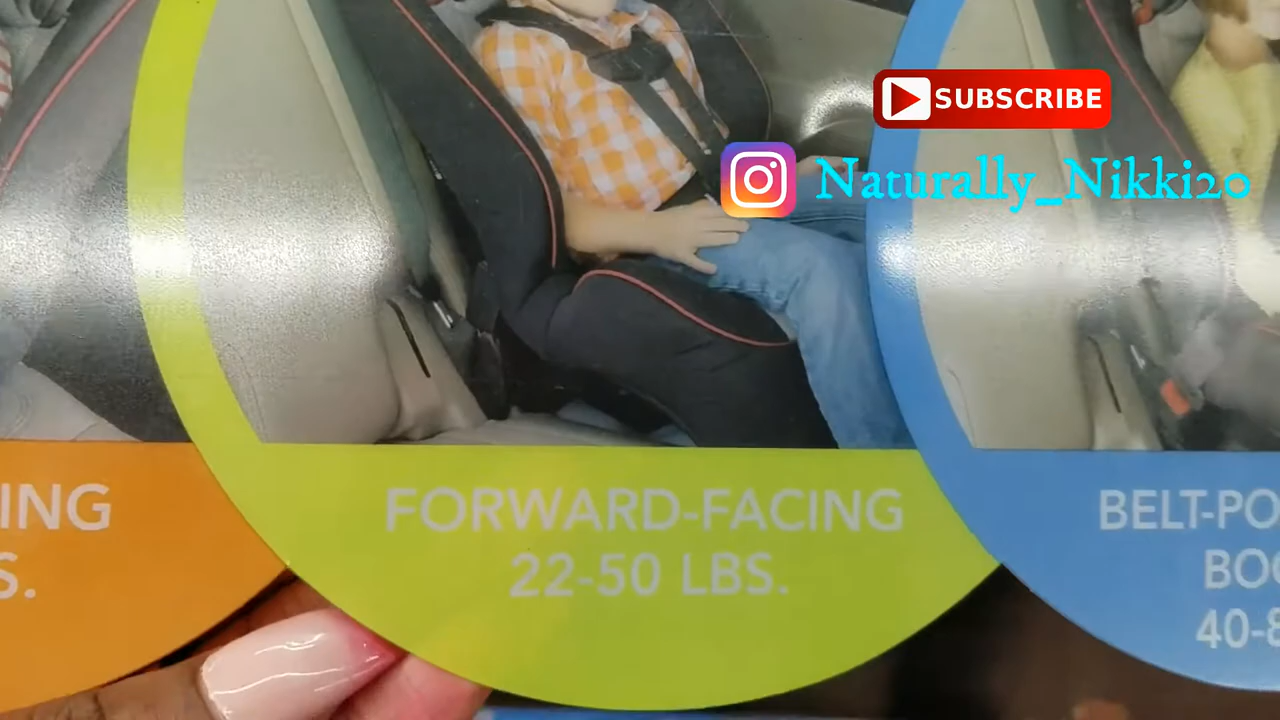 SUBSCRIBE
Naturally_Nikki20
ING
S.
FORWARD-FACING
22-50 LBS.
BELT-PO
BOO
40-8